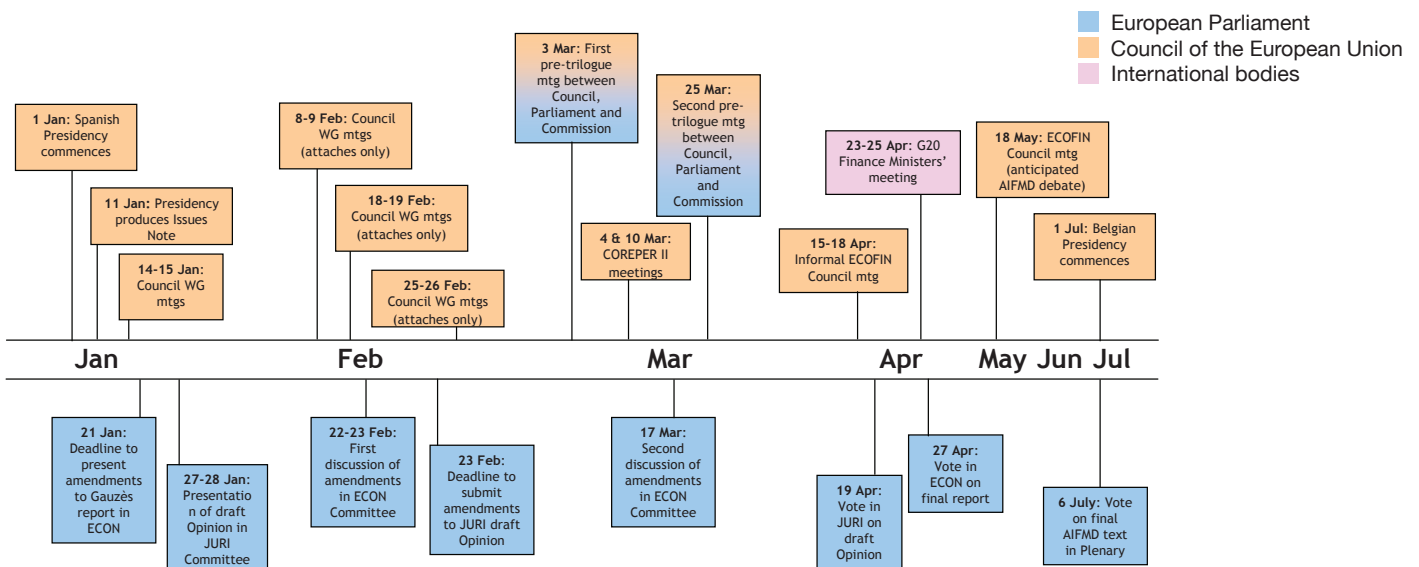 European Parliament
Council of the European Union
International bodies
3 Mar: First
pre-trilogue
mtg between
Council,
Parliament and
Commission
25 Mar:
Second pre-
trilogue mtg
between
Council,
Parliament
and
Commission
1 Jan: Spanish
Presidency
commences
8-9 Feb: Council
WG mtgs
(attaches only)
23-25 Apr: G20
Finance Ministers'
meeting
18 May: ECOFIN
Council mtg
(anticipated
AIFMD debate)
11 Jan: Presidency
produces Issues
Note
18-19 Feb:
Council WG mtgs
(attaches only)
4 & 10 Mar:
COREPER II
meetings
15-18 Apr:
Informal ECOFIN
Council mtg
1 Jul: Belgian
Presidency
commences
14-15 Jan:
Council WG
mtgs
25-26 Feb:
Council WG mtgs
(attaches only)
Jan Feb Mar Apr May Jun Jul
21 Jan:
Deadline to
present
amendments
to Gauzès
report in
ECON
27-28 Jan:
Presentatio
n of draft
Opinion in
JURI
Committee
22-23 Feb:
First
discussion of
amendments
in ECON
Committee
23 Feb:
Deadline to
submit
amendments
to JURI draft
Opinion
17 Mar:
Second
discussion of
amendments
in ECON
Committee
19 Apr:
Vote in
JURI on
draft
Opinion
27 Apr:
Vote in
ECON on
final report
6 July: Vote
on final
AIFMD text
in Plenary